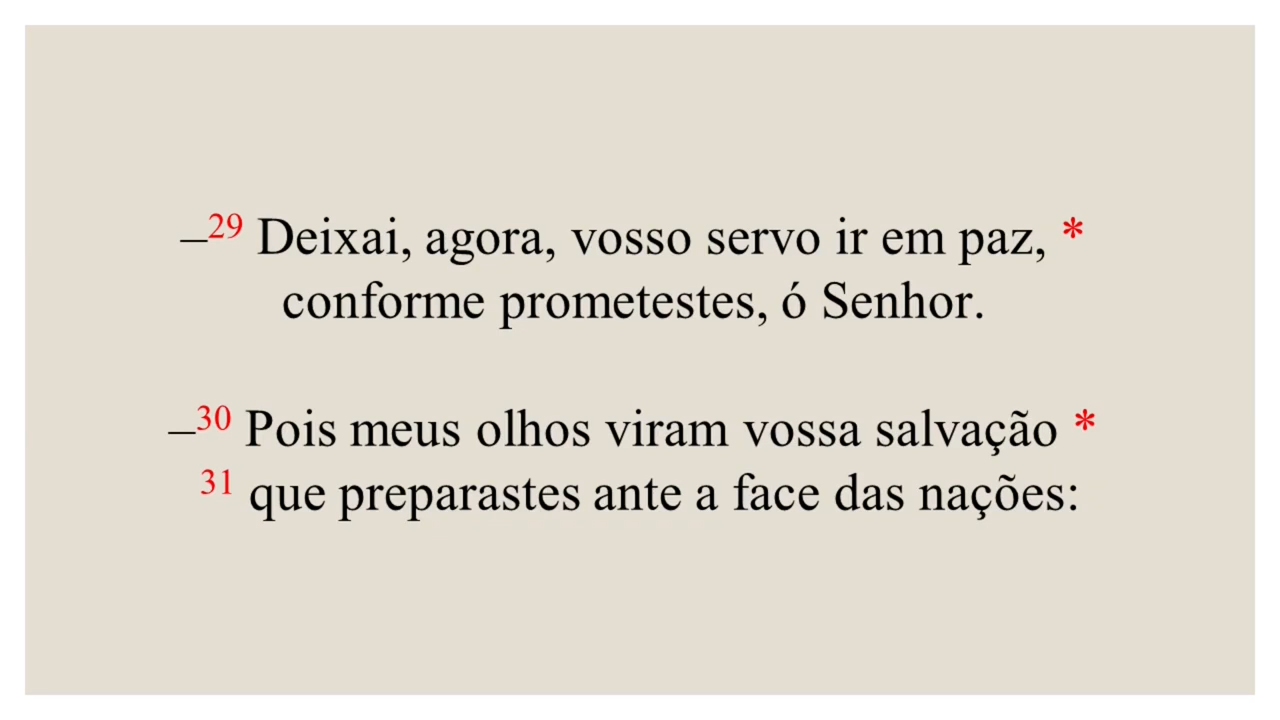 –29 Deixai, agora, vosso servo ir em paz, *
conforme prometestes, ó Senhor.
–30 Pois meus olhos viram vossa salvação *
31 que preparastes ante a face das nações: